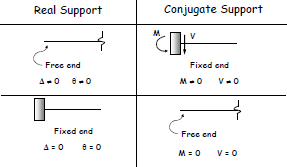 Real Support
Conjugate Support
Free end
Δ ≠ 0 θ ≠ 0
M V
Fixed end
M ≠ 0 V ≠ 0
Fixed end
Δ = 0 θ = 0
Free end
M = 0 V = 0